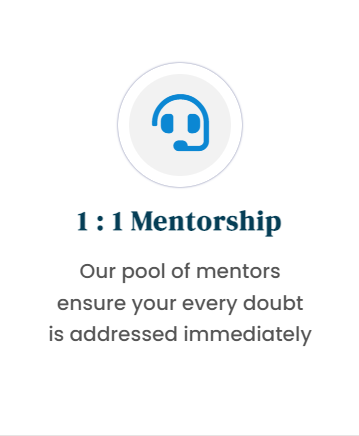 1 : 1 Mentorship
Our pool of mentors
ensure your every doubt
is addressed immediately